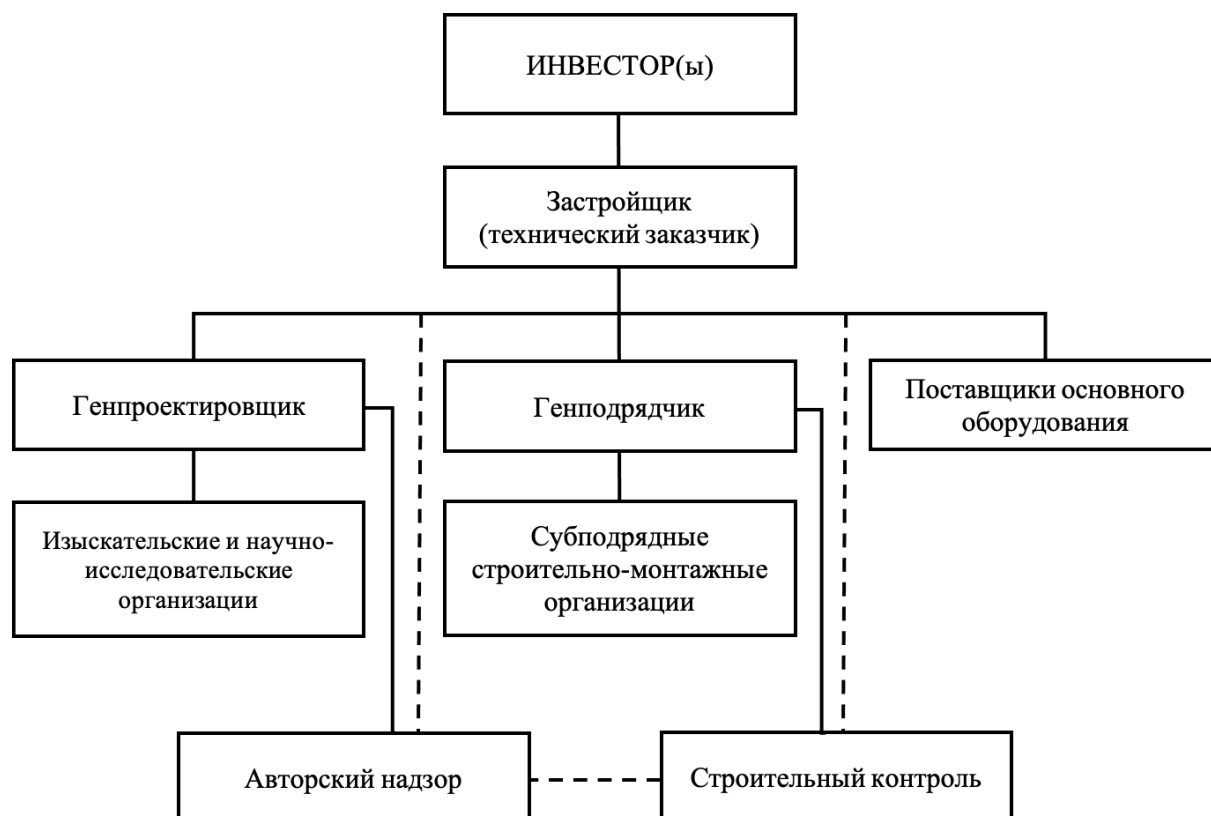 ИНВЕСТОР(ы)
Застройщик
(технический заказчик)
Генпроектировщик
Генподрядчик
Поставщики основного
оборудования
Изыскательские и научно-
исследовательские
организации
Субподрядные
строительно-монтажные
организации
Авторский надзор
Строительный контроль